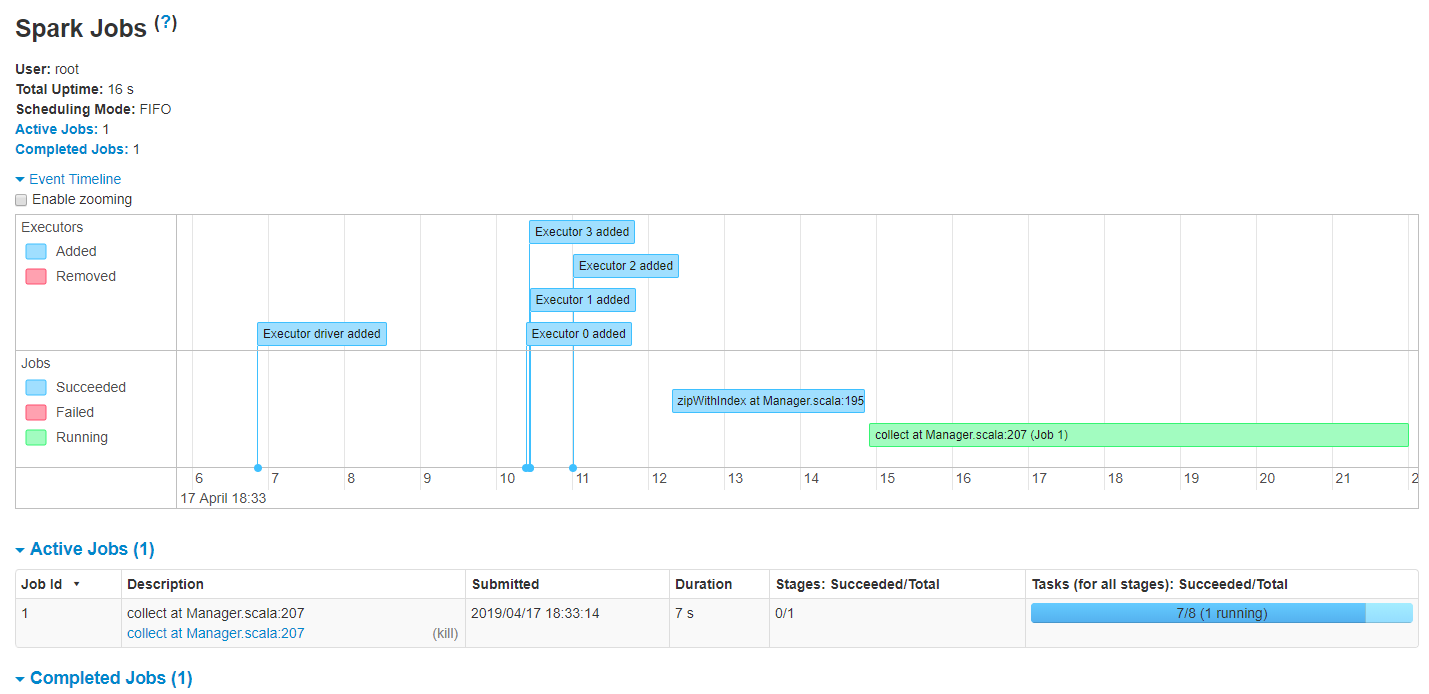 Spark Jobs (?)
User: root
Total Uptime: 16 s
Scheduling Mode: FIFO
Active Jobs: 1
Completed Jobs: 1
Event Timeline
Enable zooming
Executors
Added
Removed
Executor 3 added
Executor 2 added
Executor 1 added
Executor driver added
Executor 0 added
Jobs
Succeeded
Failed
Running
zipWithIndex at Manager.scala:195
collect at Manager.scala:207 (Job 1)
6 7 8 9 10 11 12 13 14 15 16 17 18 19 20 21 2
17 April 18:33
Active Jobs (1)
Job Id ▾ Description Submitted Duration Stages: Succeeded/Total Tasks (for all stages): Succeeded/Total
1 collect at Manager.scala:207 2019/04/17 18:33:14 7 s 0/1 7/8 (1 running)
collect at Manager.scala:207 (kill)
Completed Jobs (1)